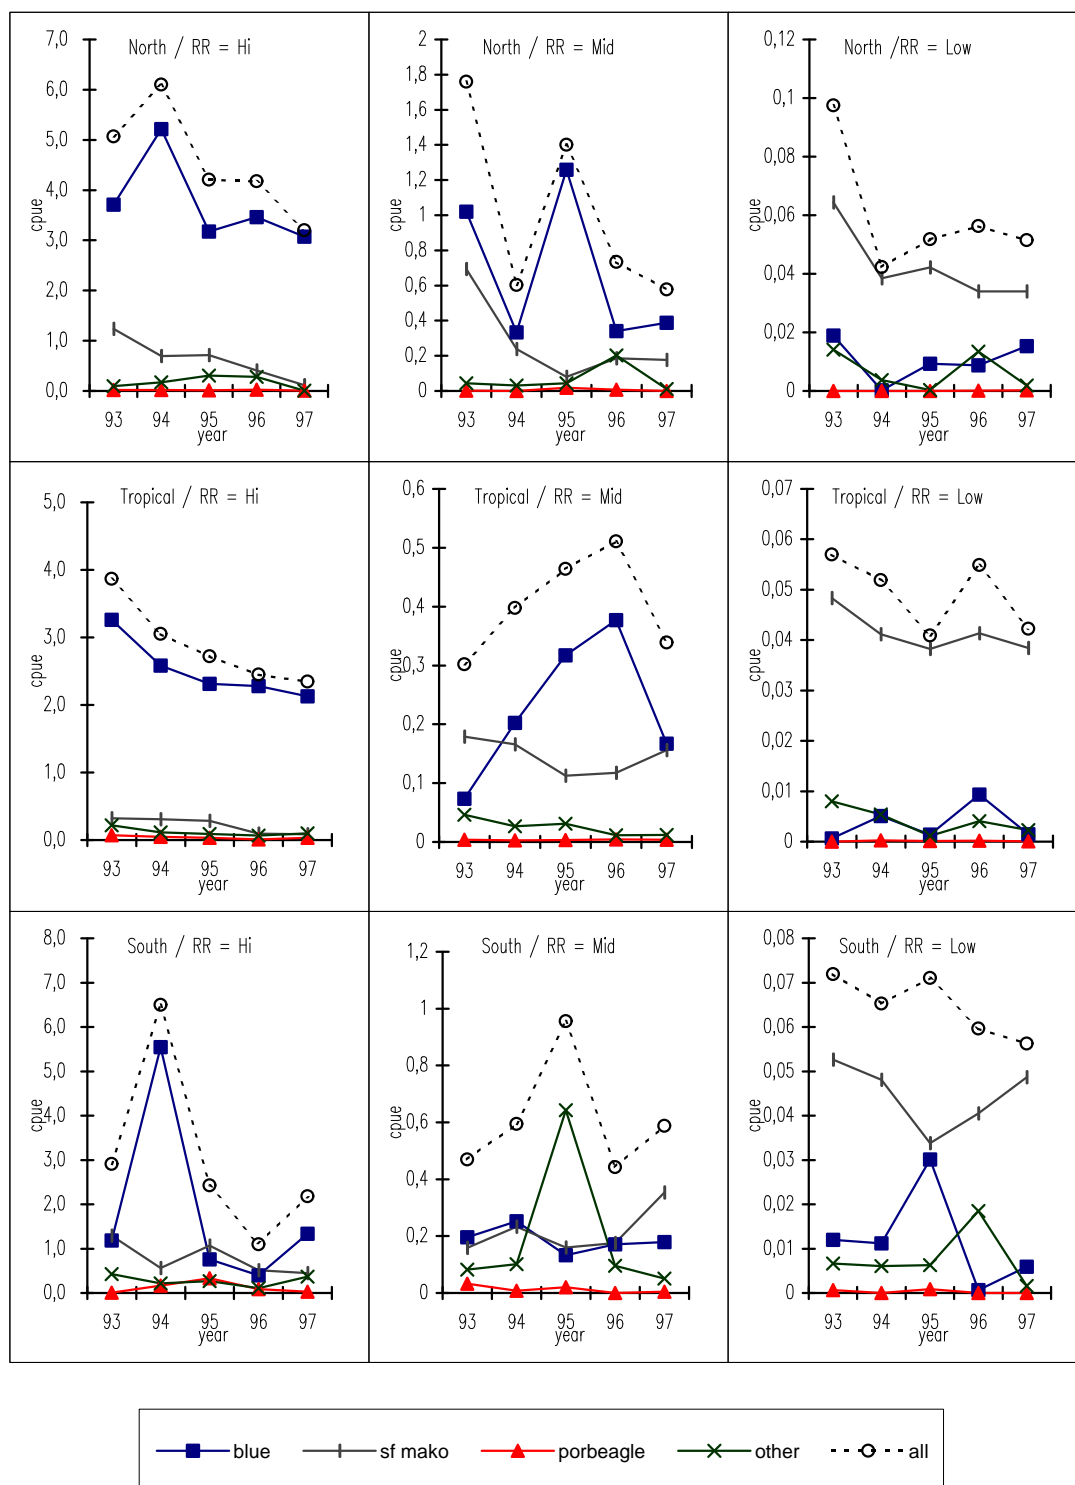 North / RR = Hi
7,0
6,0
5,0
4,0
3,0
2,0
1,0
0,0
cpue
93 94 95 96 97
year
North / RR = Mid
2
1,8
1,6
1,4
1,2
1
0,8
0,6
0,4
0,2
0
cpue
93 94 95 96 97
year
North /RR = Low
0,12
0,1
0,08
0,06
0,04
0,02
0
cpue
93 94 95 96 97
year
Tropical / RR = Hi
5,0
4,0
3,0
2,0
1,0
0,0
cpue
93 94 95 96 97
year
Tropical / RR = Mid
0,6
0,5
0,4
0,3
0,2
0,1
0
cpue
93 94 95 96 97
year
Tropical / RR = Low
0,07
0,06
0,05
0,04
0,03
0,02
0,01
0
cpue
93 94 95 96 97
year
South / RR = Hi
8,0
7,0
6,0
5,0
4,0
3,0
2,0
1,0
0,0
cpue
93 94 95 96 97
year
South / RR = Mid
1,2
1
0,8
0,6
0,4
0,2
0
cpue
93 94 95 96 97
year
South / RR = Low
0,08
0,07
0,06
0,05
0,04
0,03
0,02
0,01
0
cpue
93 94 95 96 97
year
blue sf mako porbeagle other all